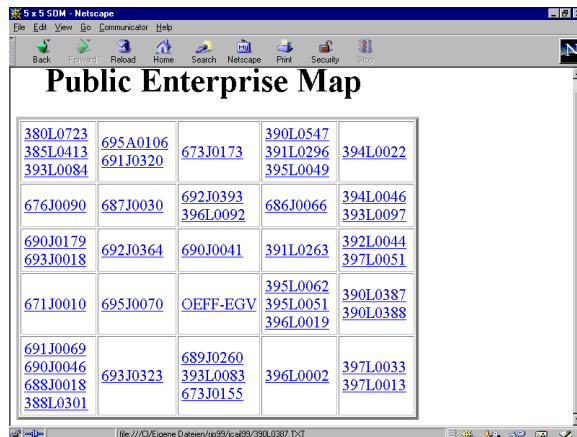 5 x 5 SOM - Netscape
File Edit View Go Communicator Help
Back Forward Reload Home Search Netscape Print Security Stop
Public Enterprise Map
380L0723
385L0413
393L0084
695A0106
691J0320
673J0173
390L0547
391L0296
395L0049
394L0022
676J0090
687J0030
692J0393
396L0092
686J0066
394L0046
393L0097
690J0179
693J0018
692J0364
690J0041
391L0263
392L0044
397L0051
671J0010
695J0070
OEFF-EGV
395L0062
395L0051
396L0019
390L0387
390L0388
691J0069
690J0046
688J0018
388L0301
693J0323
689J0260
393L0083
673J0155
396L0002
397L0033
397L0013
file:///C|/Eigene Dateien/rip99/icail99/390L0387.TXT